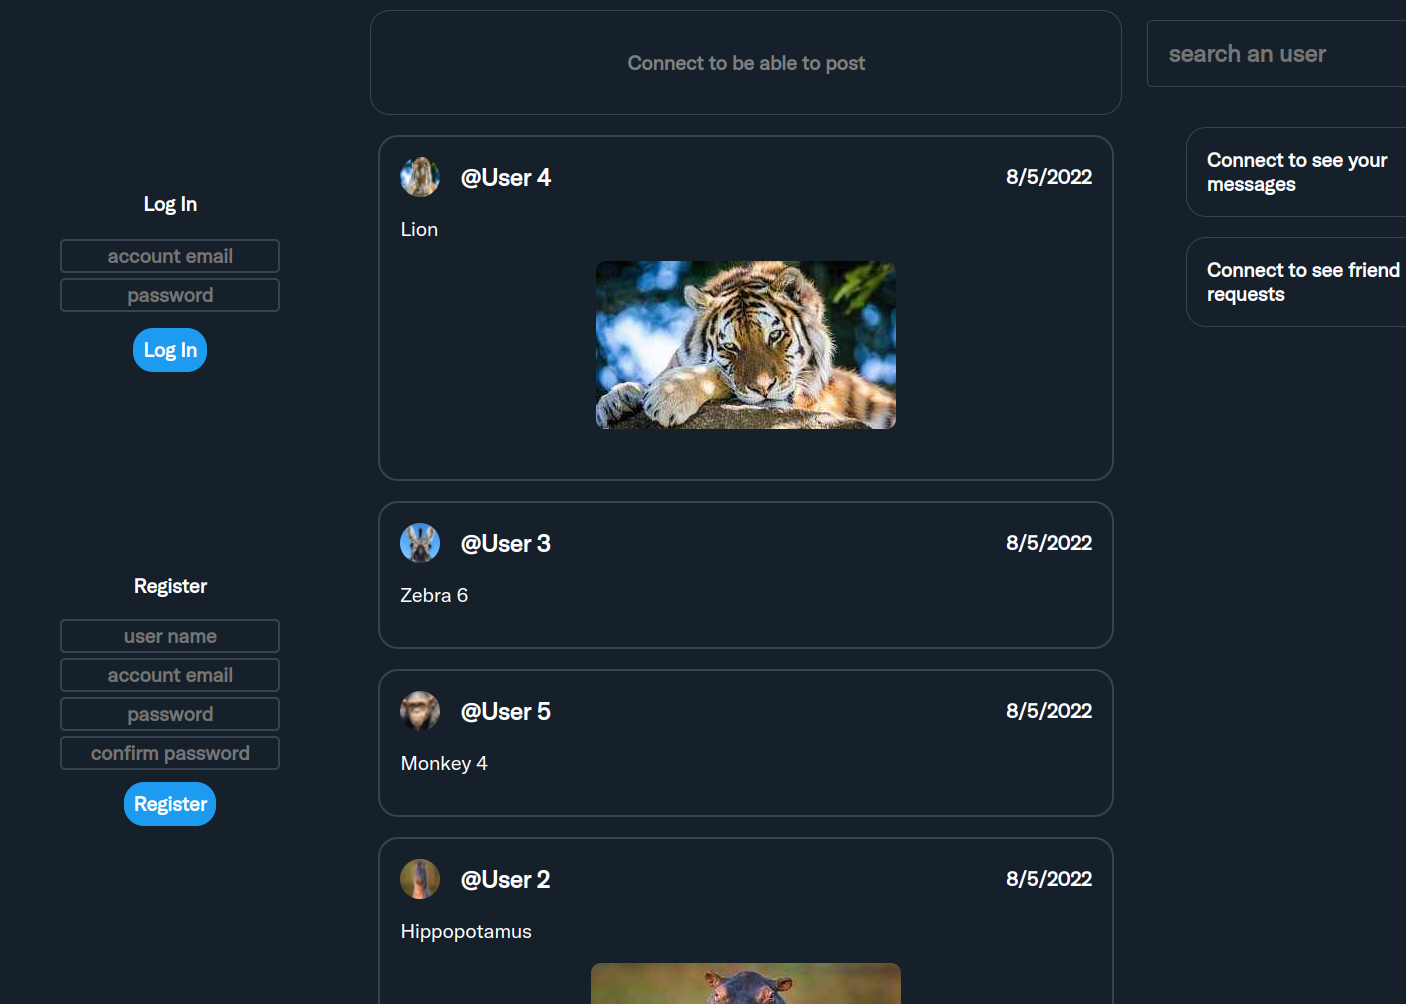 Connect to be able to post
search an user
Log In
account email
password
Log In
Register
user name
account email
password
confirm password
Register
@User 4
8/5/2022
Lion
@User 3
8/5/2022
Zebra 6
@User 5
8/5/2022
Monkey 4
@User 2
8/5/2022
Hippopotamus
Connect to see your
messages
Connect to see friend
requests